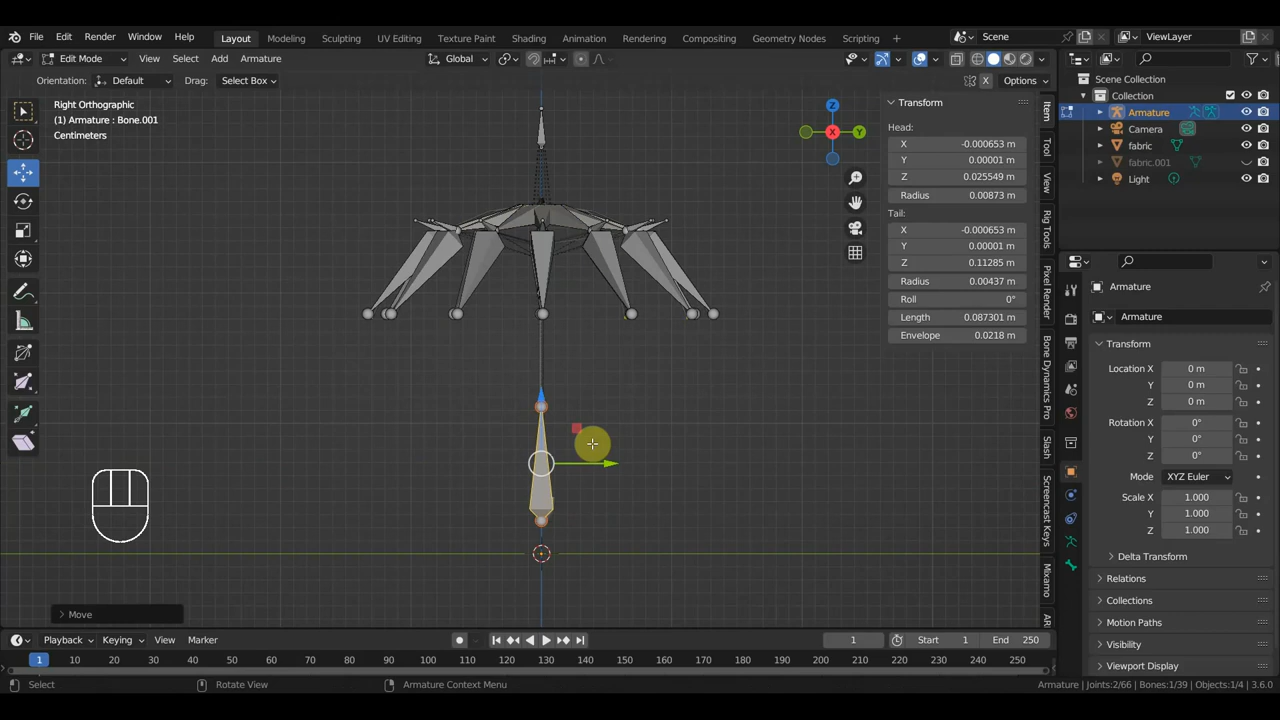 File Edit Render Window Help Layout Modeling Sculpting UV Editing Texture Paint Shading Animation Rendering Compositing Geometry Nodes Scripting + Scene ViewLayer
Edit Mode View Select Add Armature Global Options
Orientation: Default Drag: Select Box X
Right Orthographic
(1) Armature : Bone.001
Centimeters
Z
Y
X
Transform
Head:
X -0.000653 m
Y 0.00001 m
Z 0.025549 m
Radius 0.00873 m
Tail:
X -0.000653 m
Y 0.00001 m
Z 0.11285 m
Radius 0.00437 m
Roll 0°
Length 0.087301 m
Envelope 0.0218 m
Item
Tool
View
Rig Tools
Pixel Render
Bone Dynamics Pro
Slash
Screencast Keys
Mixamo
AR
Scene Collection
Collection
Armature
Camera
fabric
fabric.001
Light
Armature
Armature
Transform
Location X 0 m
Y 0 m
Z 0 m
Rotation X 0°
Y 0°
Z 0°
Mode XYZ Euler
Scale X 1.000
Y 1.000
Z 1.000
Delta Transform
Relations
Collections
Motion Paths
Visibility
Viewport Display
Move
Playback Keying View Marker 1 Start 1 End 250
1 10 20 30 40 50 60 70 80 90 100 110 120 130 140 150 160 170 180 190 200 210 220 230 240 250
Select Rotate View Armature Context Menu Armature | Joints:2/66 | Bones:1/39 | Objects:1/4 | 3.6.0